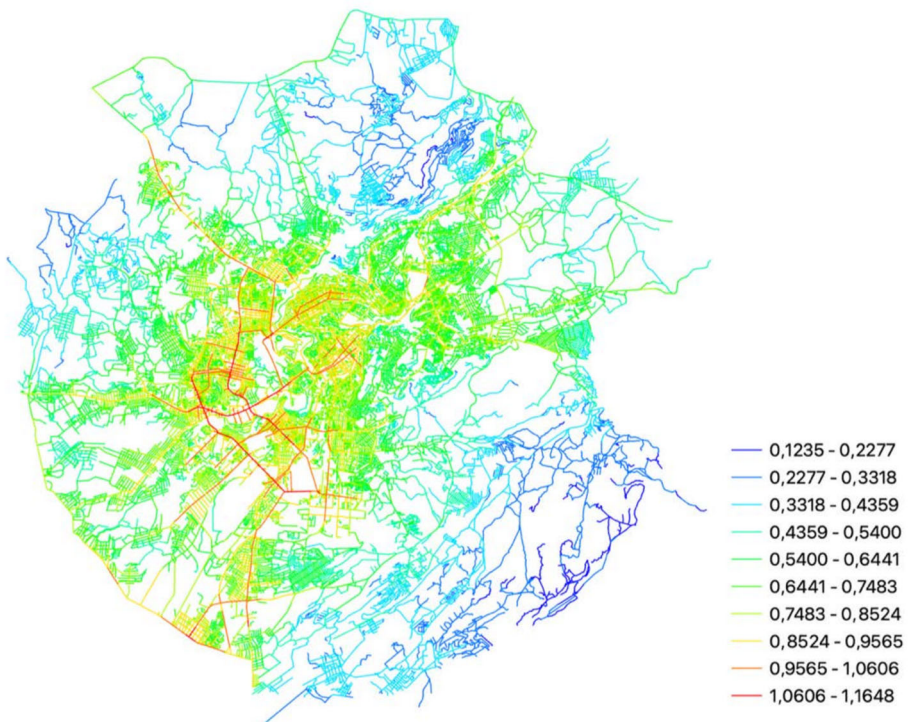 0,1235 - 0,2277
0,2277 - 0,3318
0,3318 - 0,4359
0,4359 - 0,5400
0,5400 - 0,6441
0,6441 - 0,7483
0,7483 - 0,8524
0,8524 - 0,9565
0,9565 - 1,0606
1,0606 - 1,1648